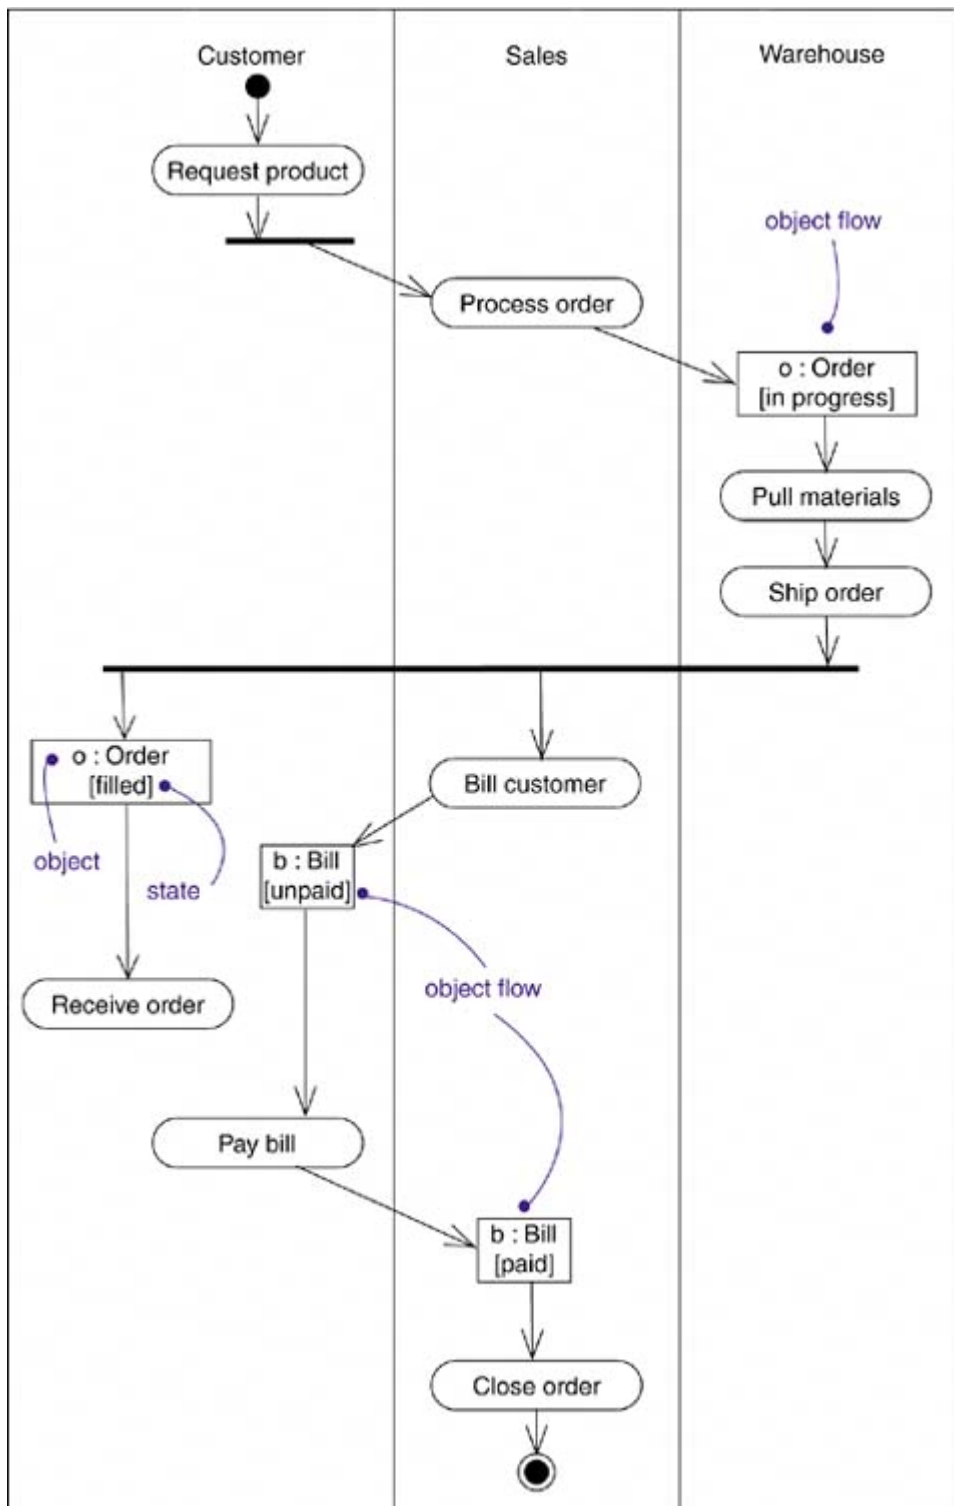 Customer
Sales
Warehouse
Request product
object flow
Process order
o : Order
[in progress]
Pull materials
Ship order
o : Order
[filled]
Bill customer
object
state
b : Bill
[unpaid]
object flow
Receive order
Pay bill
b : Bill
[paid]
Close order